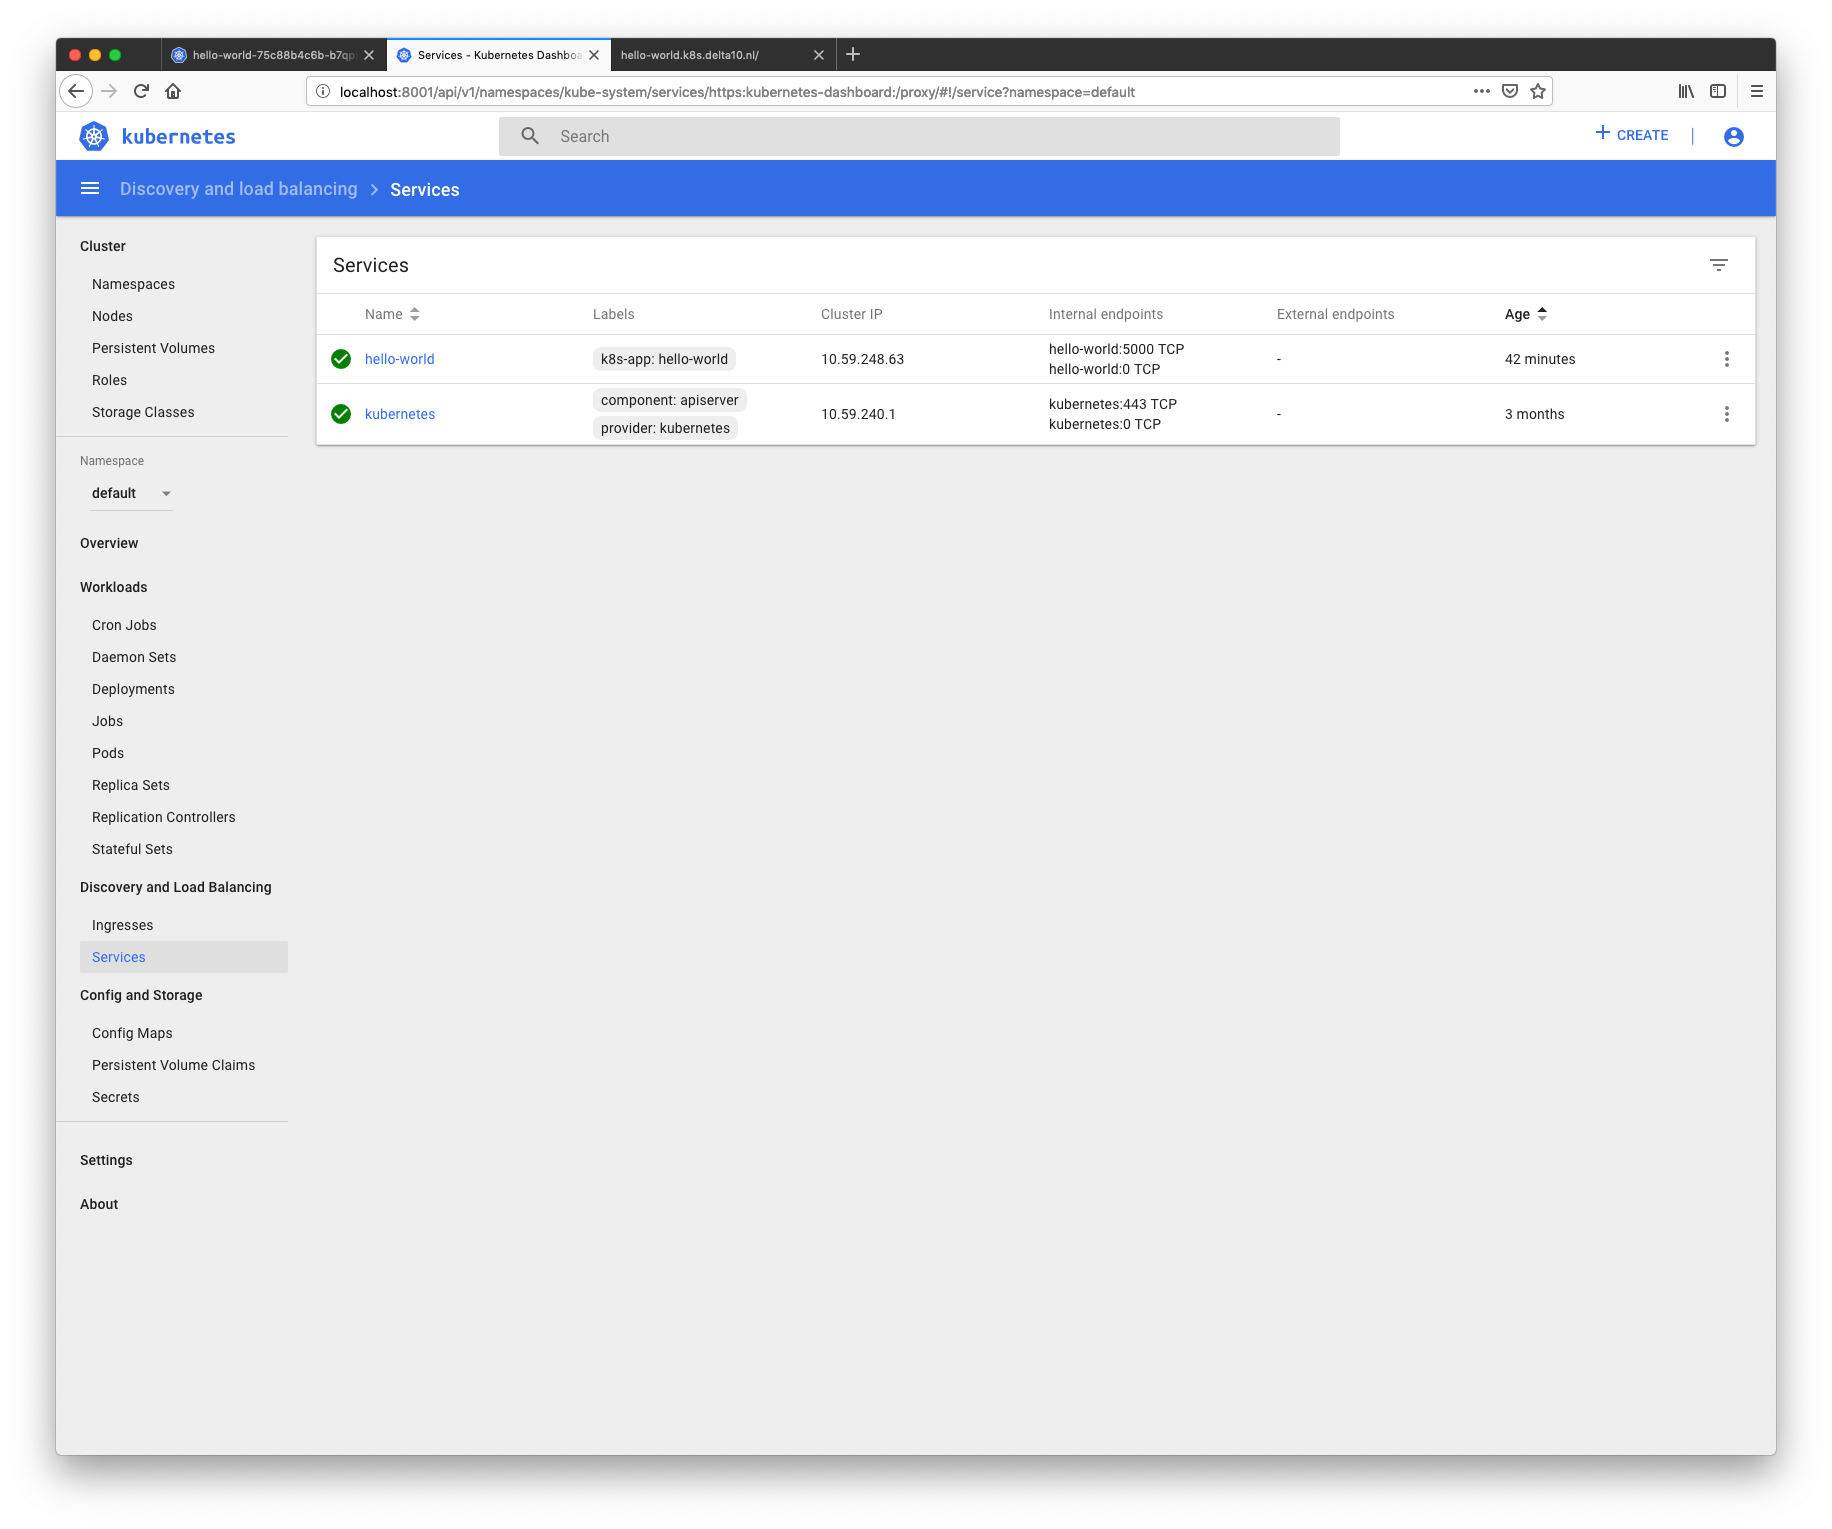 hello-world-75c88b4c6b-b7qp
Services - Kubernetes Dashboa
hello-world.k8s.delta10.nl/
localhost:8001/api/v1/namespaces/kube-system/services/https:kubernetes-dashboard:/proxy/#!/service?namespace=default
kubernetes
Search
CREATE
Discovery and load balancing > Services
Cluster
Namespaces
Nodes
Persistent Volumes
Roles
Storage Classes
Namespace
default
Overview
Workloads
Cron Jobs
Daemon Sets
Deployments
Jobs
Pods
Replica Sets
Replication Controllers
Stateful Sets
Discovery and Load Balancing
Ingresses
Services
Config and Storage
Config Maps
Persistent Volume Claims
Secrets
Settings
About
Services
Name Labels Cluster IP Internal endpoints External endpoints Age
hello-world k8s-app: hello-world 10.59.248.63 hello-world:5000 TCP - 42 minutes
hello-world:0 TCP
kubernetes component: apiserver 10.59.240.1 kubernetes:443 TCP - 3 months
provider: kubernetes kubernetes:0 TCP